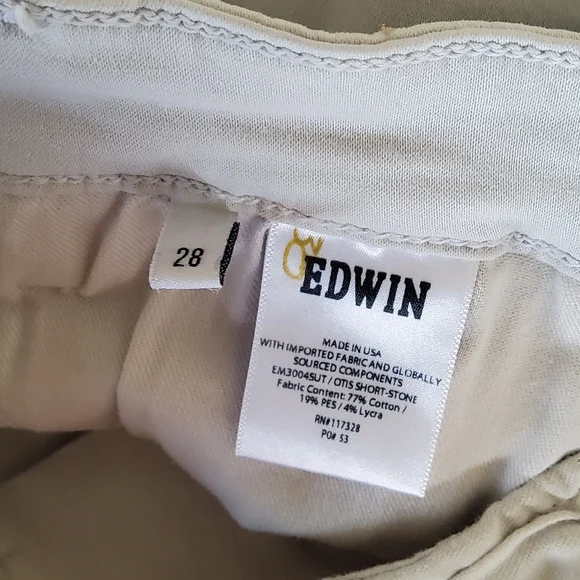 28
EDWIN
MADE IN USA
WITH IMPORTED FABRIC AND GLOBALLY
SOURCED COMPONENTS
EM3004SUT / OTIS SHORT-STONE
Fabric Content: 77% Cotton /
19% PES / 4% Lycra
RN#117328
PO# 53